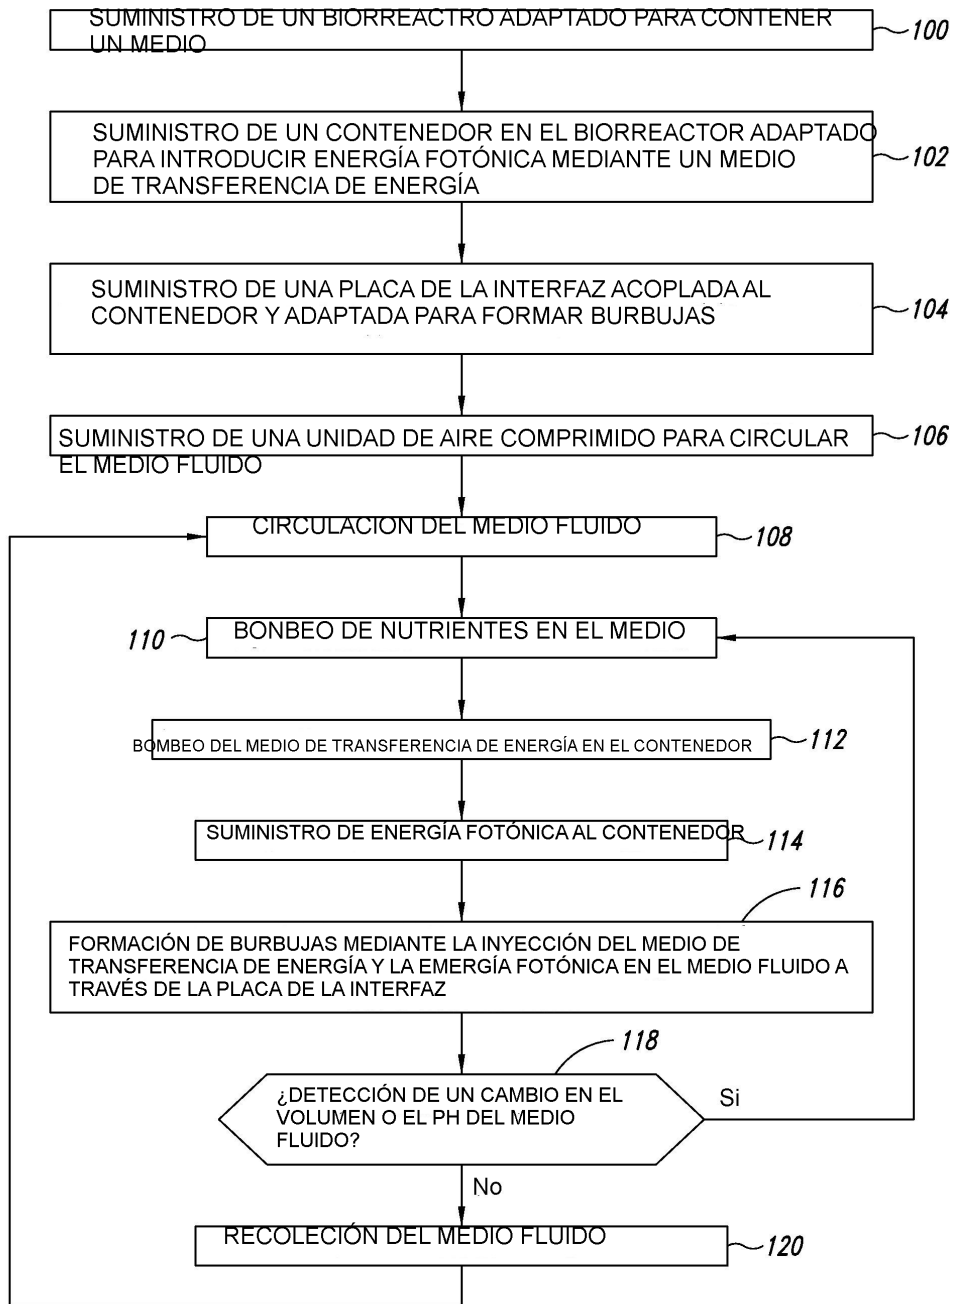 SUMINISTRO DE UN BIORREACTRO ADAPTADO PARA CONTENER
UN MEDIO
100
SUMINISTRO DE UN CONTENEDOR EN EL BIORREACTOR ADAPTADO
PARA INTRODUCIR ENERGÍA FOTÓNICA MEDIANTE UN MEDIO
DE TRANSFERENCIA DE ENERGÍA
102
SUMINISTRO DE UNA PLACA DE LA INTERFAZ ACOPLADA AL
CONTENEDOR Y ADAPTADA PARA FORMAR BURBUJAS
104
SUMINISTRO DE UNA UNIDAD DE AIRE COMPRIMIDO PARA CIRCULAR
EL MEDIO FLUIDO
106
CIRCULACIÓN DEL MEDIO FLUIDO
108
110
BONBEO DE NUTRIENTES EN EL MEDIO
BOMBEO DEL MEDIO DE TRANSFERENCIA DE ENERGÍA EN EL CONTENEDOR
112
SUMINISTRO DE ENERGÍA FOTÓNICA AL CONTENEDOR
114
116
FORMACIÓN DE BURBUJAS MEDIANTE LA INYECCIÓN DEL MEDIO DE
TRANSFERENCIA DE ENERGÍA Y LA EMERGÍA FOTÓNICA EN EL MEDIO FLUIDO A
TRAVÉS DE LA PLACA DE LA INTERFAZ
118
¿DETECCIÓN DE UN CAMBIO EN EL
VOLUMEN O EL PH DEL MEDIO
FLUIDO?
Si
No
RECOLECIÓN DEL MEDIO FLUIDO
120